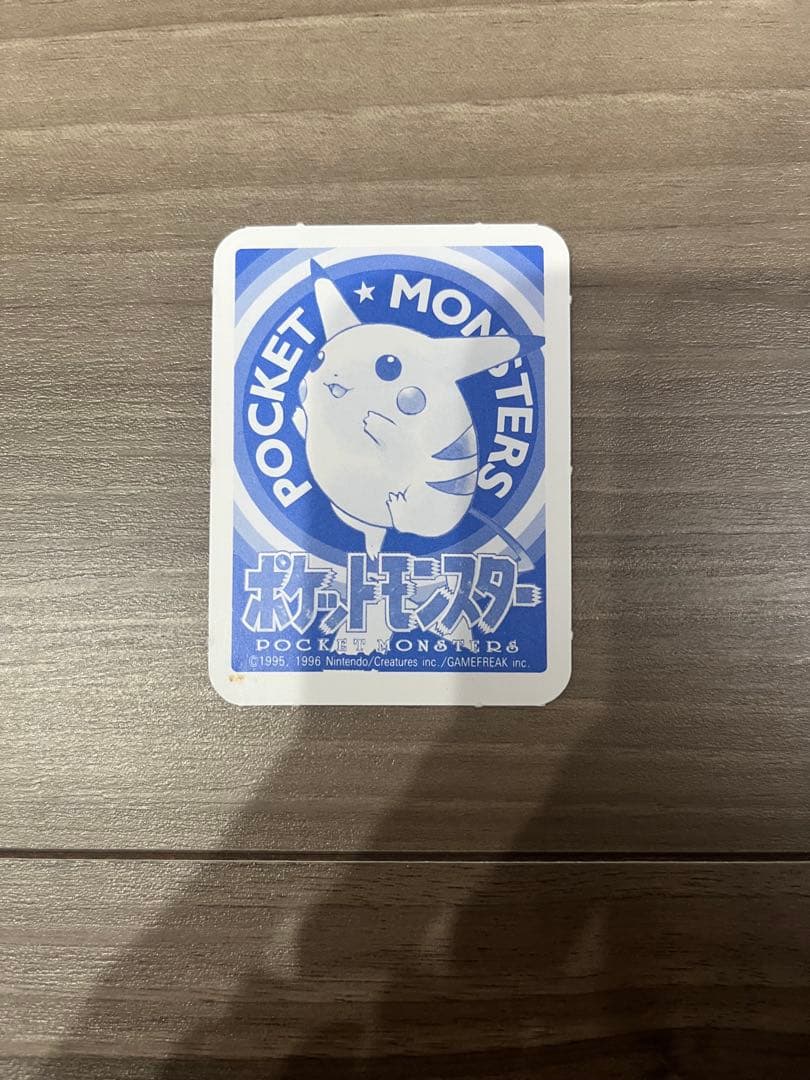 POCKET ★ MONSTERS
ポケットモンスター
POCKET MONSTERS
©1995, 1996 Nintendo/Creatures inc./GAMEFREAK inc.